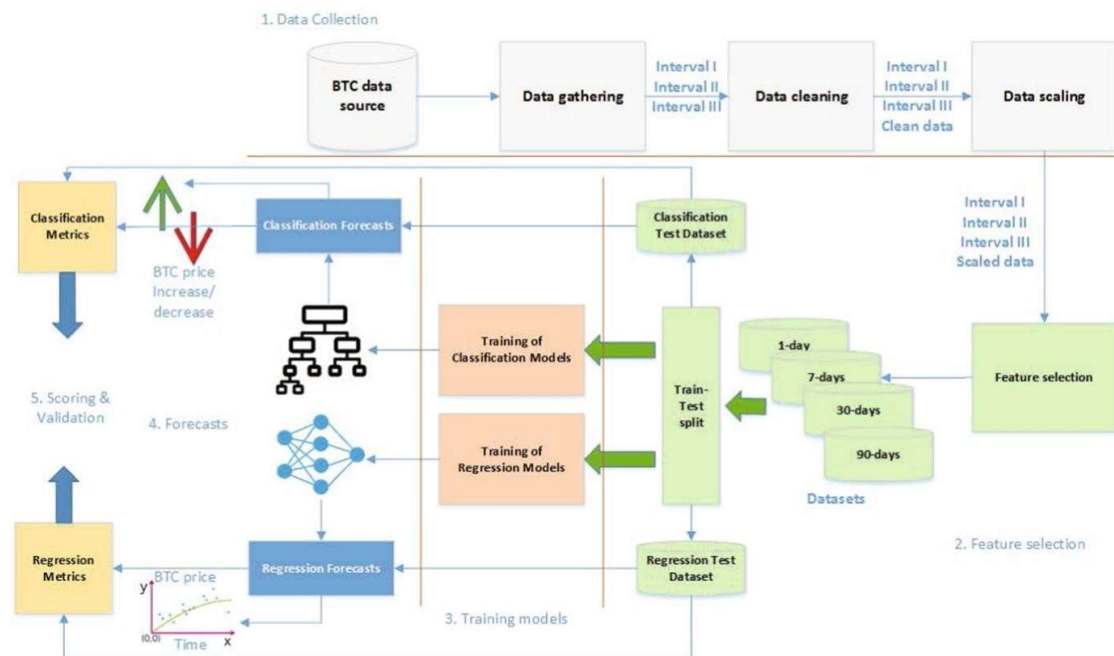 1. Data Collection
BTC data
source
Data gathering
Interval I
Interval II
Interval III
Data cleaning
Interval I
Interval II
Interval III
Clean data
Data scaling
Interval I
Interval II
Interval III
Scaled data
Classification
Metrics
Classification Forecasts
Classification
Test Dataset
BTC price
Increase/
decrease
Training of
Classification Models
Train-
Test
split
1-day
7-days
30-days
90-days
Datasets
Feature selection
5. Scoring &
Validation
4. Forecasts
Training of
Regression Models
2. Feature selection
Regression
Metrics
Regression Forecasts
Regression Test
Dataset
BTC price
y
(0,0)
Time
x
3. Training models